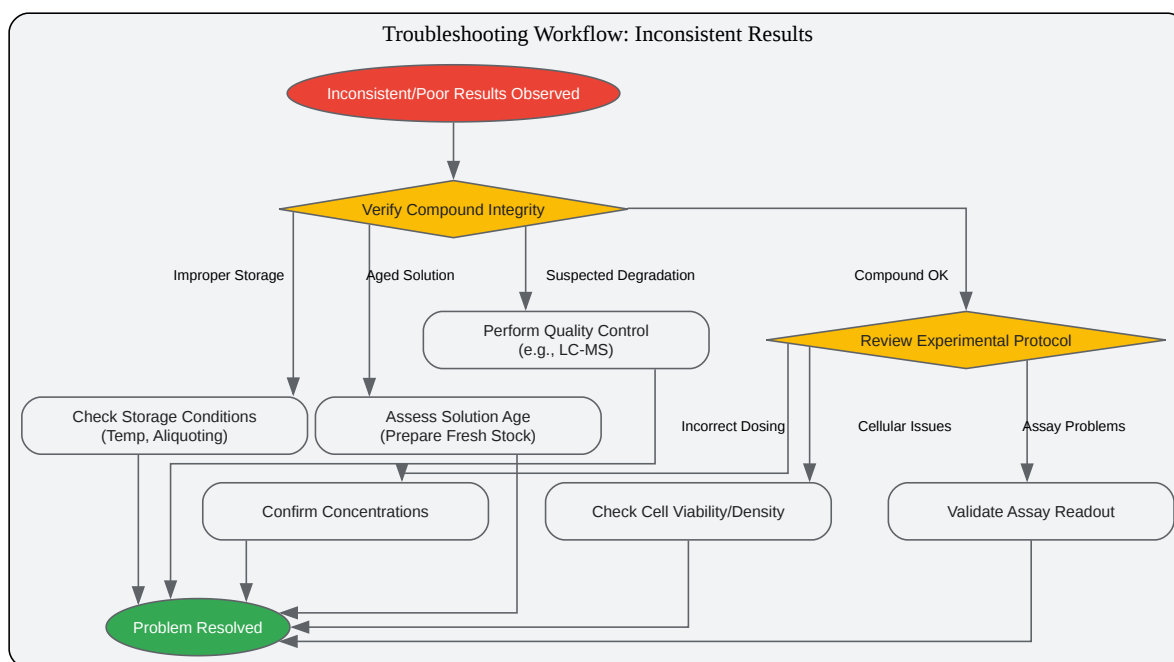 Troubleshooting Workflow: Inconsistent Results
Inconsistent/Poor Results Observed
Verify Compound Integrity
Improper Storage
Aged Solution
Suspected Degradation
Compound OK
Perform Quality Control
(e.g., LC-MS)
Review Experimental Protocol
Check Storage Conditions
(Temp, Aliquoting)
Assess Solution Age
(Prepare Fresh Stock)
Incorrect Dosing
Cellular Issues
Assay Problems
Confirm Concentrations
Check Cell Viability/Density
Validate Assay Readout
Problem Resolved